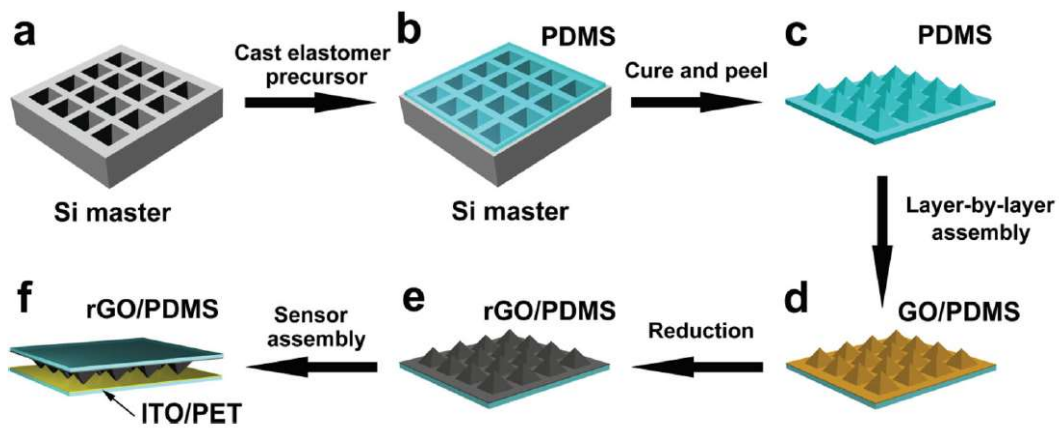 a
Cast elastomer
precursor
b
PDMS
Cure and peel
c
PDMS
Si master
Si master
Layer-by-layer
assembly
f
rGO/PDMS
Sensor
assembly
e
rGO/PDMS
Reduction
d
GO/PDMS
ITO/PET